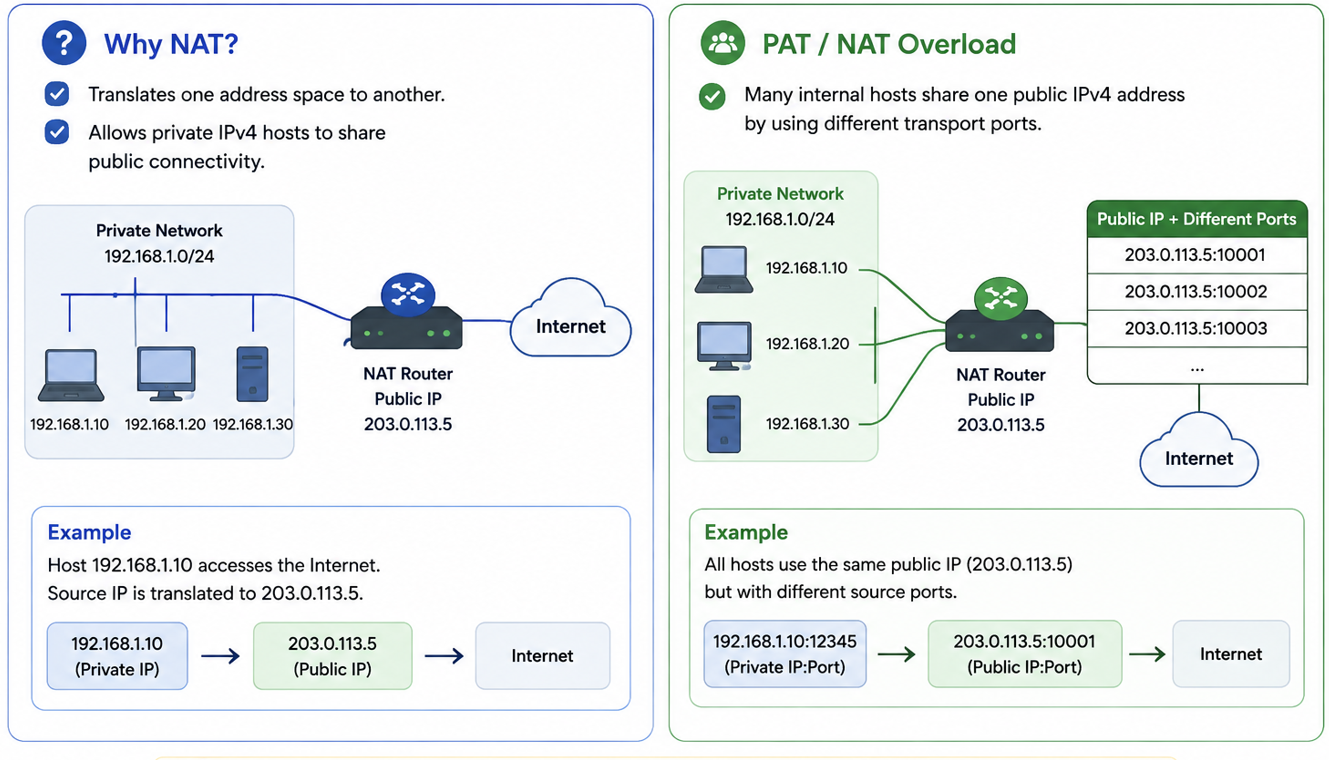 Why NAT?
Translates one address space to another.
Allows private IPv4 hosts to share
public connectivity.
Private Network
192.168.1.0/24
192.168.1.10
192.168.1.20
192.168.1.30
NAT Router
Public IP
203.0.113.5
Internet
Example
Host 192.168.1.10 accesses the Internet.
Source IP is translated to 203.0.113.5.
192.168.1.10
(Private IP)
203.0.113.5
(Public IP)
Internet
PAT / NAT Overload
Many internal hosts share one public IPv4 address
by using different transport ports.
Private Network
192.168.1.0/24
192.168.1.10
192.168.1.20
192.168.1.30
NAT Router
Public IP
203.0.113.5
Public IP + Different Ports
203.0.113.5:10001
203.0.113.5:10002
203.0.113.5:10003
...
Internet
Example
All hosts use the same public IP (203.0.113.5)
but with different source ports.
192.168.1.10:12345
(Private IP:Port)
203.0.113.5:10001
(Public IP:Port)
Internet